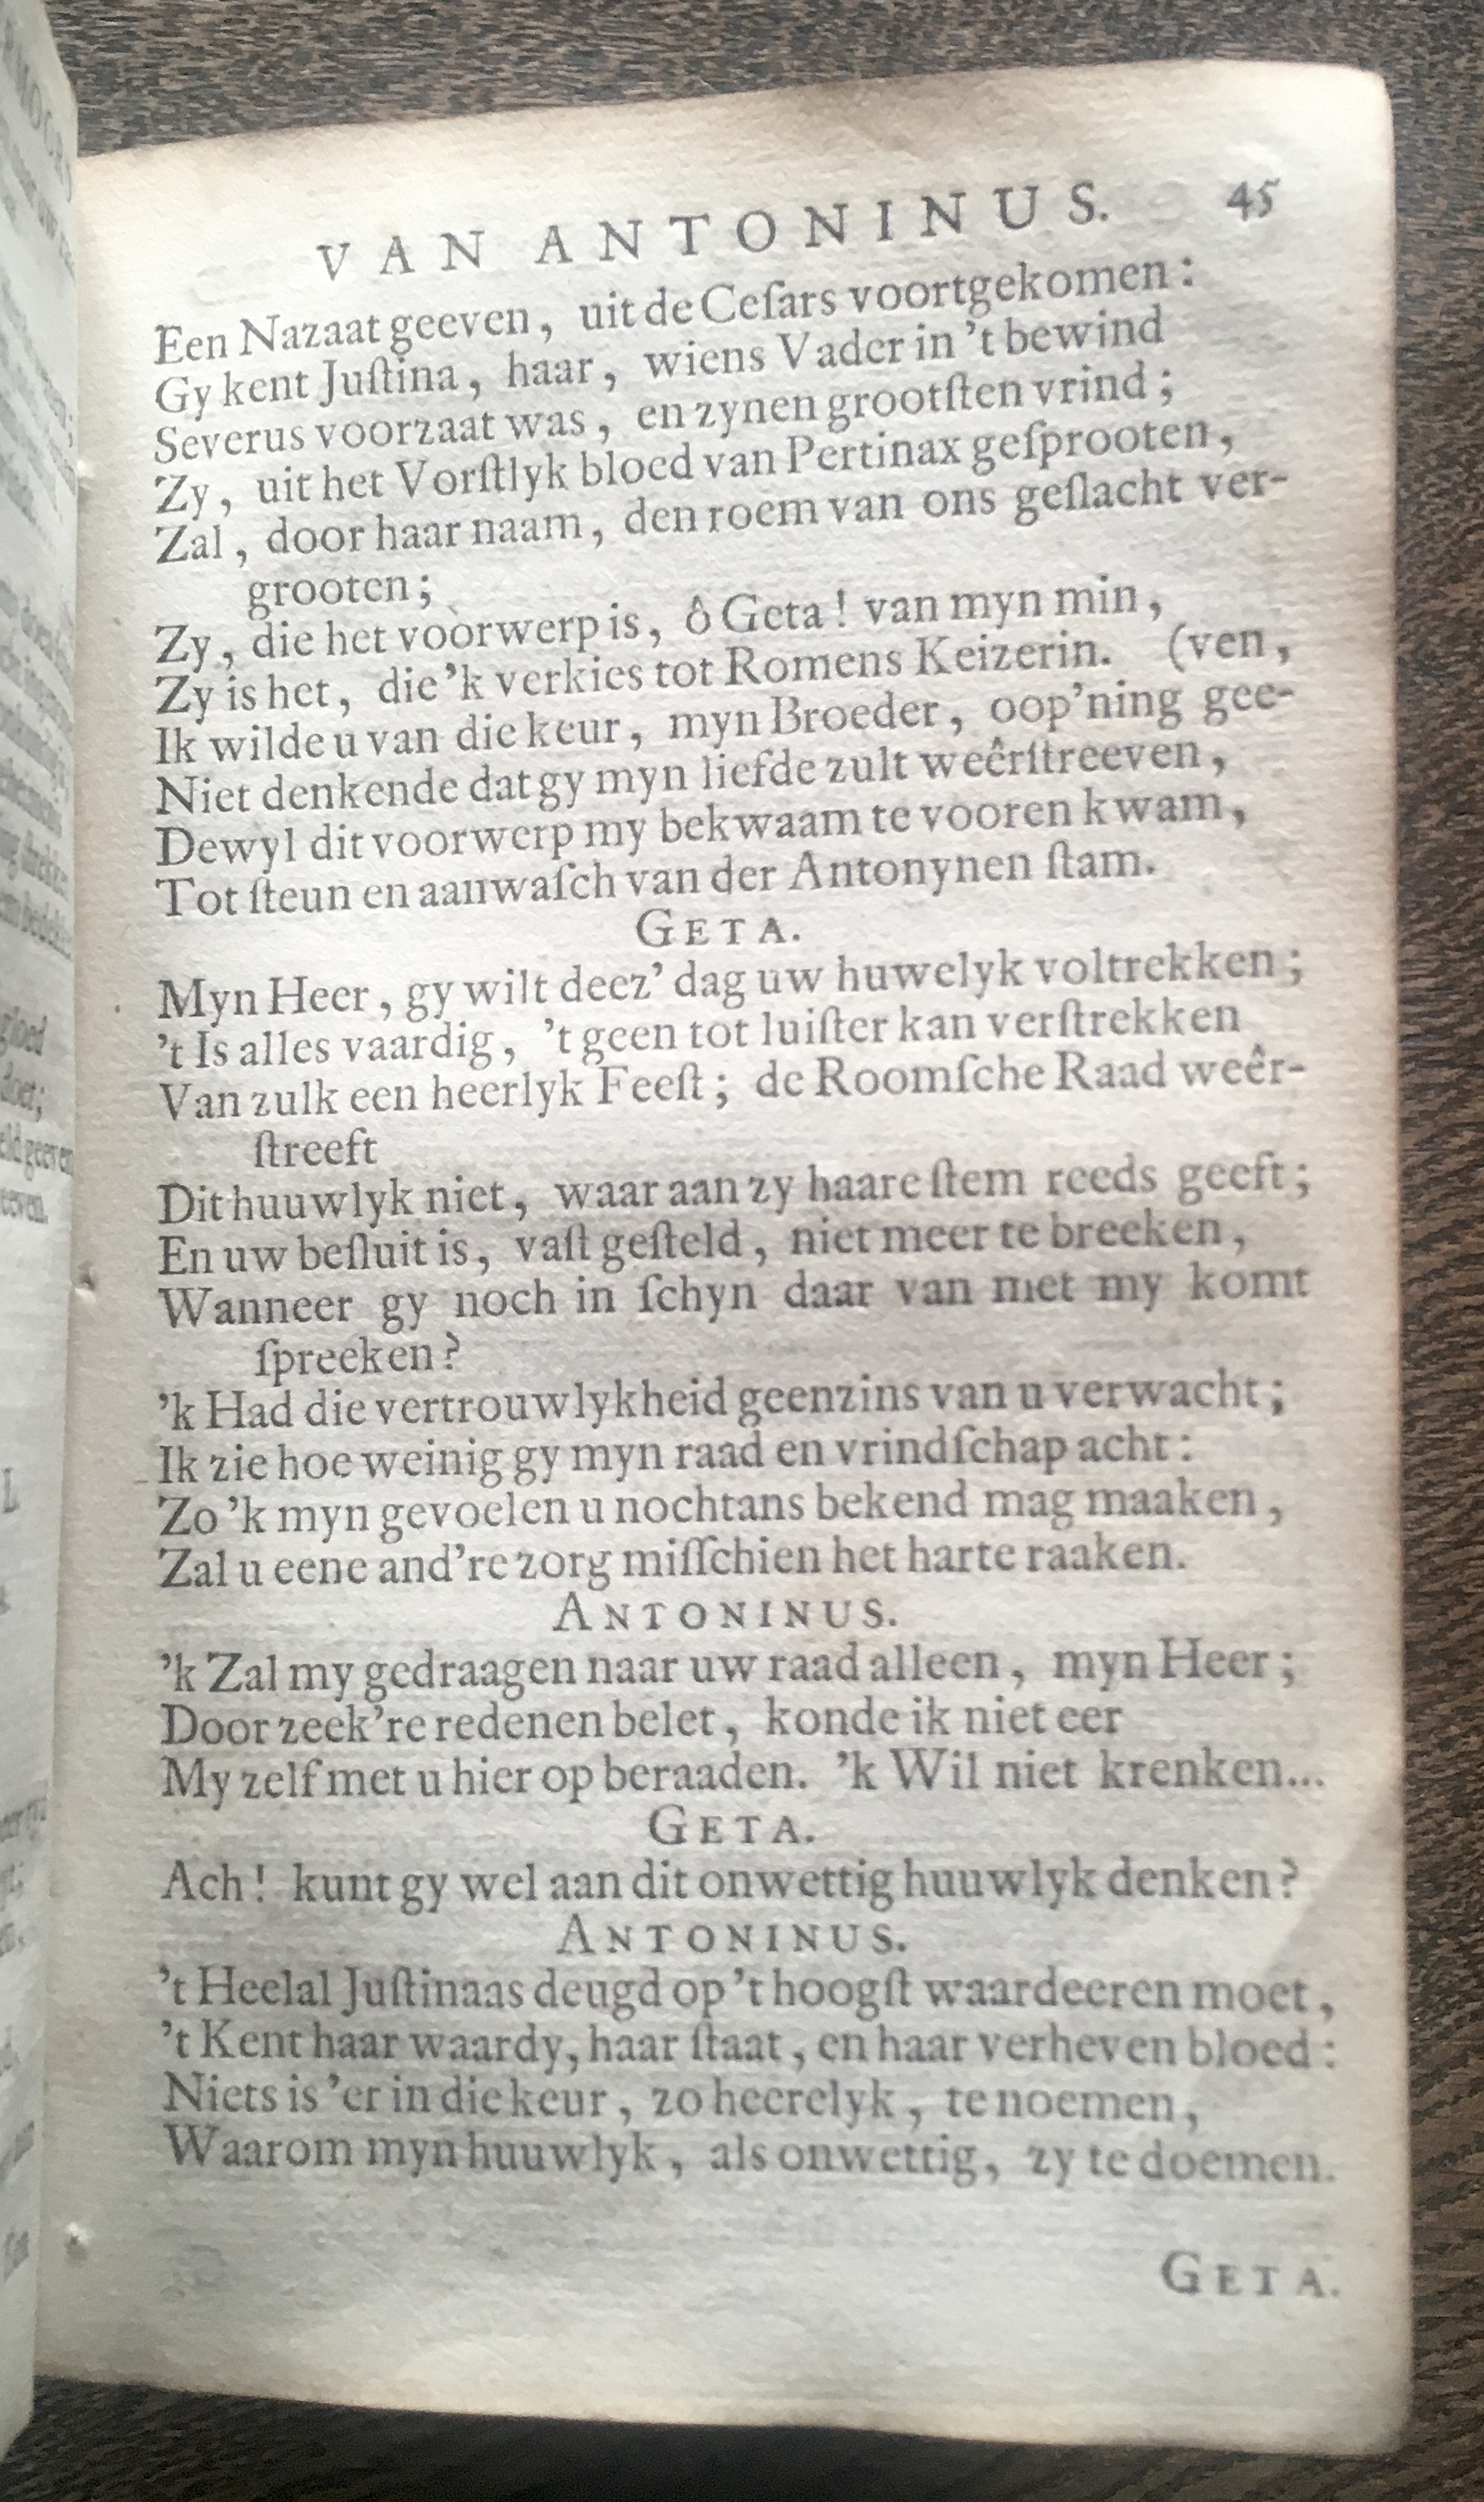 VAN ANTONINUS. 45
Een Nazaat geeven, uit de Ceſars voortgekomen:
Gy kent Juſtina, haar, wiens Vader in 't bewind
Severus voorzaat was, en zynen grootſten vrind;
Zy, uit het Vorſtlyk bloed van Pertinax geſprooten,
Zal, door haar naam, den roem van ons geſlacht ver-
grooten;
Zy, die het voorwerp is, ô Geta! van myn min,
Zy is het, die 'k verkies tot Romens Keizerin. (ven,
Ik wilde u van die keur, myn Broeder, oop'ning gee-
Niet denkende dat gy myn liefde zult weêrſtreeven,
Dewyl dit voorwerp my bekwaam te vooren kwam,
Tot ſteun en aanwaſch van der Antonynen ſtam.
GETA.
Myn Heer, gy wilt deez' dag uw huwelyk voltrekken;
't Is alles vaardig, 't geen tot luiſter kan verſtrekken
Van zulk een heerlyk Feeſt; de Roomſche Raad weêr-
ſtreeft
Dit huuwlyk niet, waar aan zy haare ſtem reeds geeft;
En uw beſluit is, vaſt geſteld, niet meer te breeken,
Wanneer gy noch in ſchyn daar van met my komt
ſpreeken?
'k Had die vertrouwlykheid geenzins van u verwacht;
Ik zie hoe weinig gy myn raad en vrindſchap acht:
Zo 'k myn gevoelen u nochtans bekend mag maaken,
Zal u eene and're zorg miſſchien het harte raaken.
ANTONINUS.
'k Zal my gedraagen naar uw raad alleen, myn Heer;
Door zeek're redenen belet, konde ik niet eer
My zelf met u hier op beraaden. 'k Wil niet krenken...
GETA.
Ach! kunt gy wel aan dit onwettig huuwlyk denken?
ANTONINUS.
't Heelal Juſtinaas deugd op 't hoogſt waardeeren moet,
't Kent haar waardy, haar ſtaat, en haar verheven bloed:
Niets is 'er in die keur, zo heerelyk, te noemen,
Waarom myn huuwlyk, als onwettig, zy te doemen.
GETA.